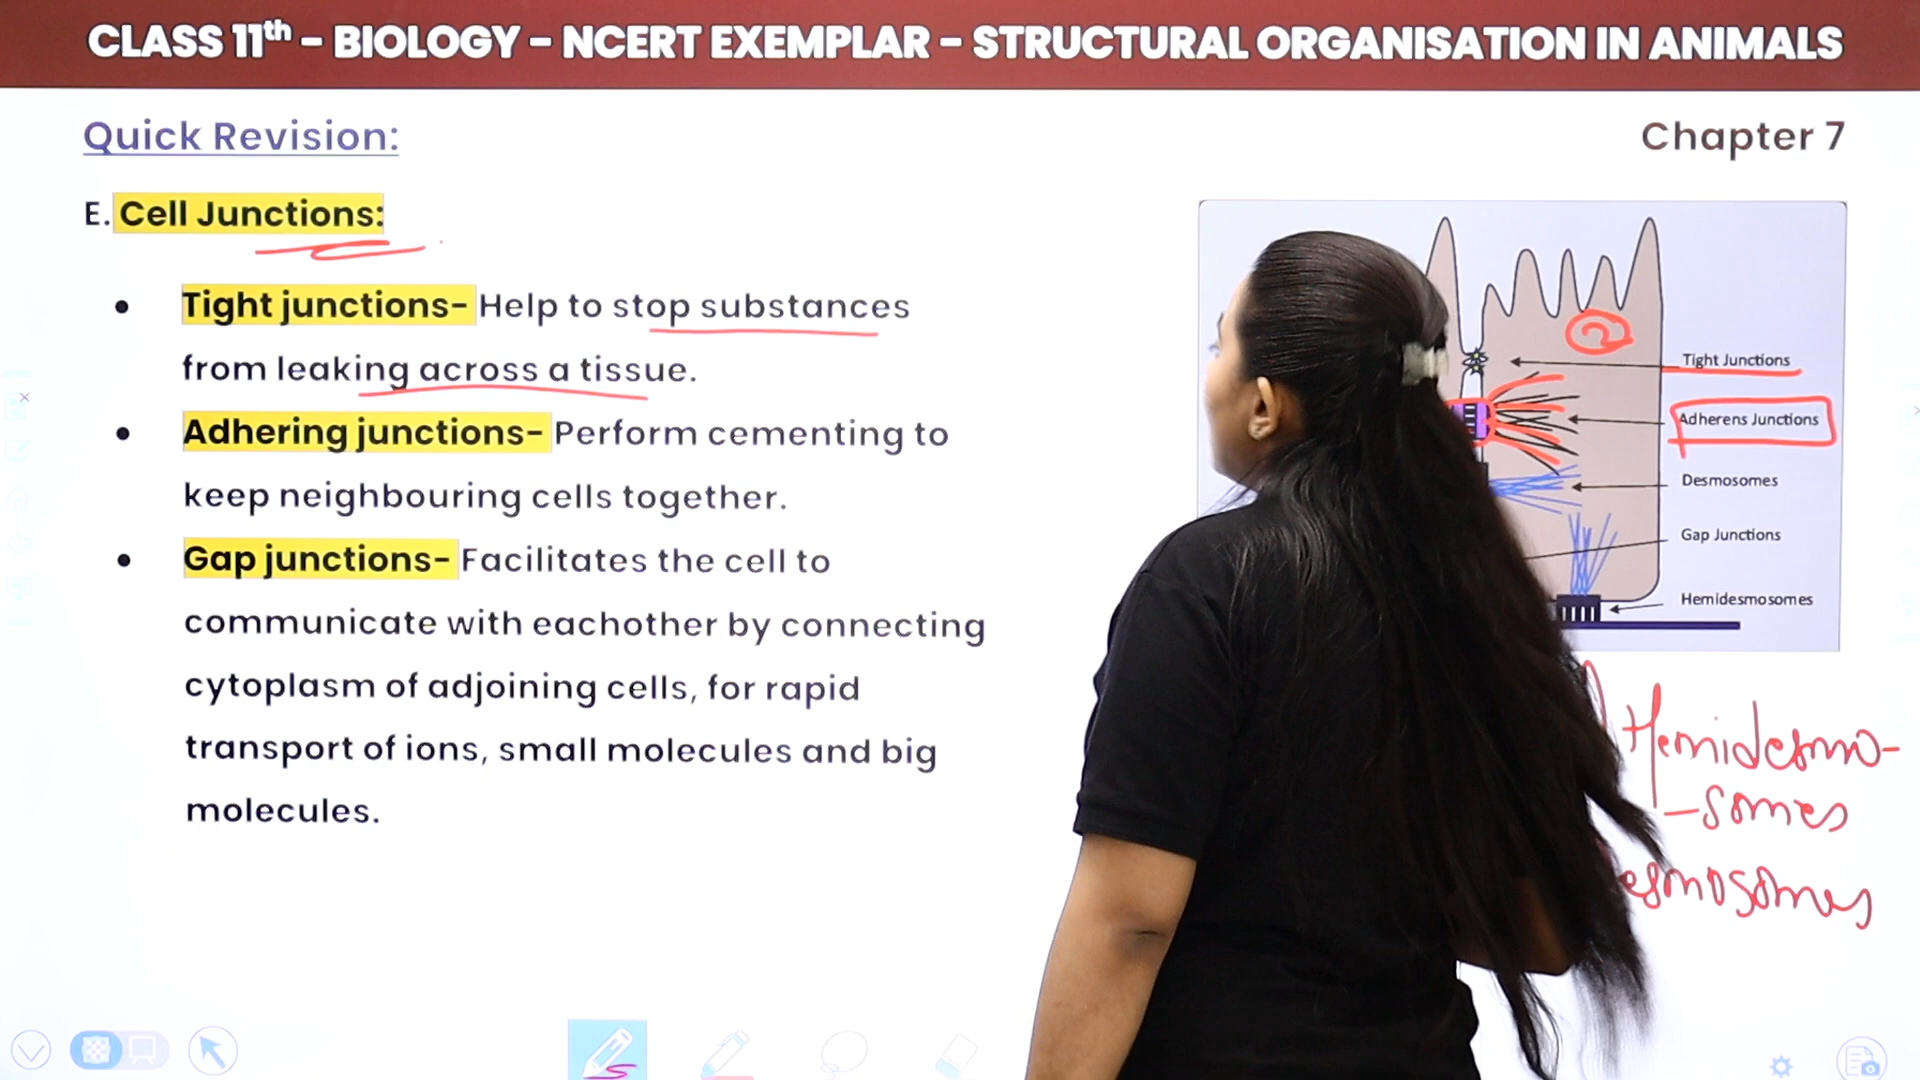 CLASS 11th - BIOLOGY - NCERT EXEMPLAR - STRUCTURAL ORGANISATION IN ANIMALS
Quick Revision:
Chapter 7
E. Cell Junctions:
• Tight junctions- Help to stop substances
from leaking across a tissue.
• Adhering junctions- Perform cementing to
keep neighbouring cells together.
• Gap junctions- Facilitates the cell to
communicate with eachother by connecting
cytoplasm of adjoining cells, for rapid
transport of ions, small molecules and big
molecules.
2
Tight Junctions
Adherens Junctions
Desmosomes
Gap Junctions
Hemidesmosomes
Hemidesmo-
-somes
esmosomes